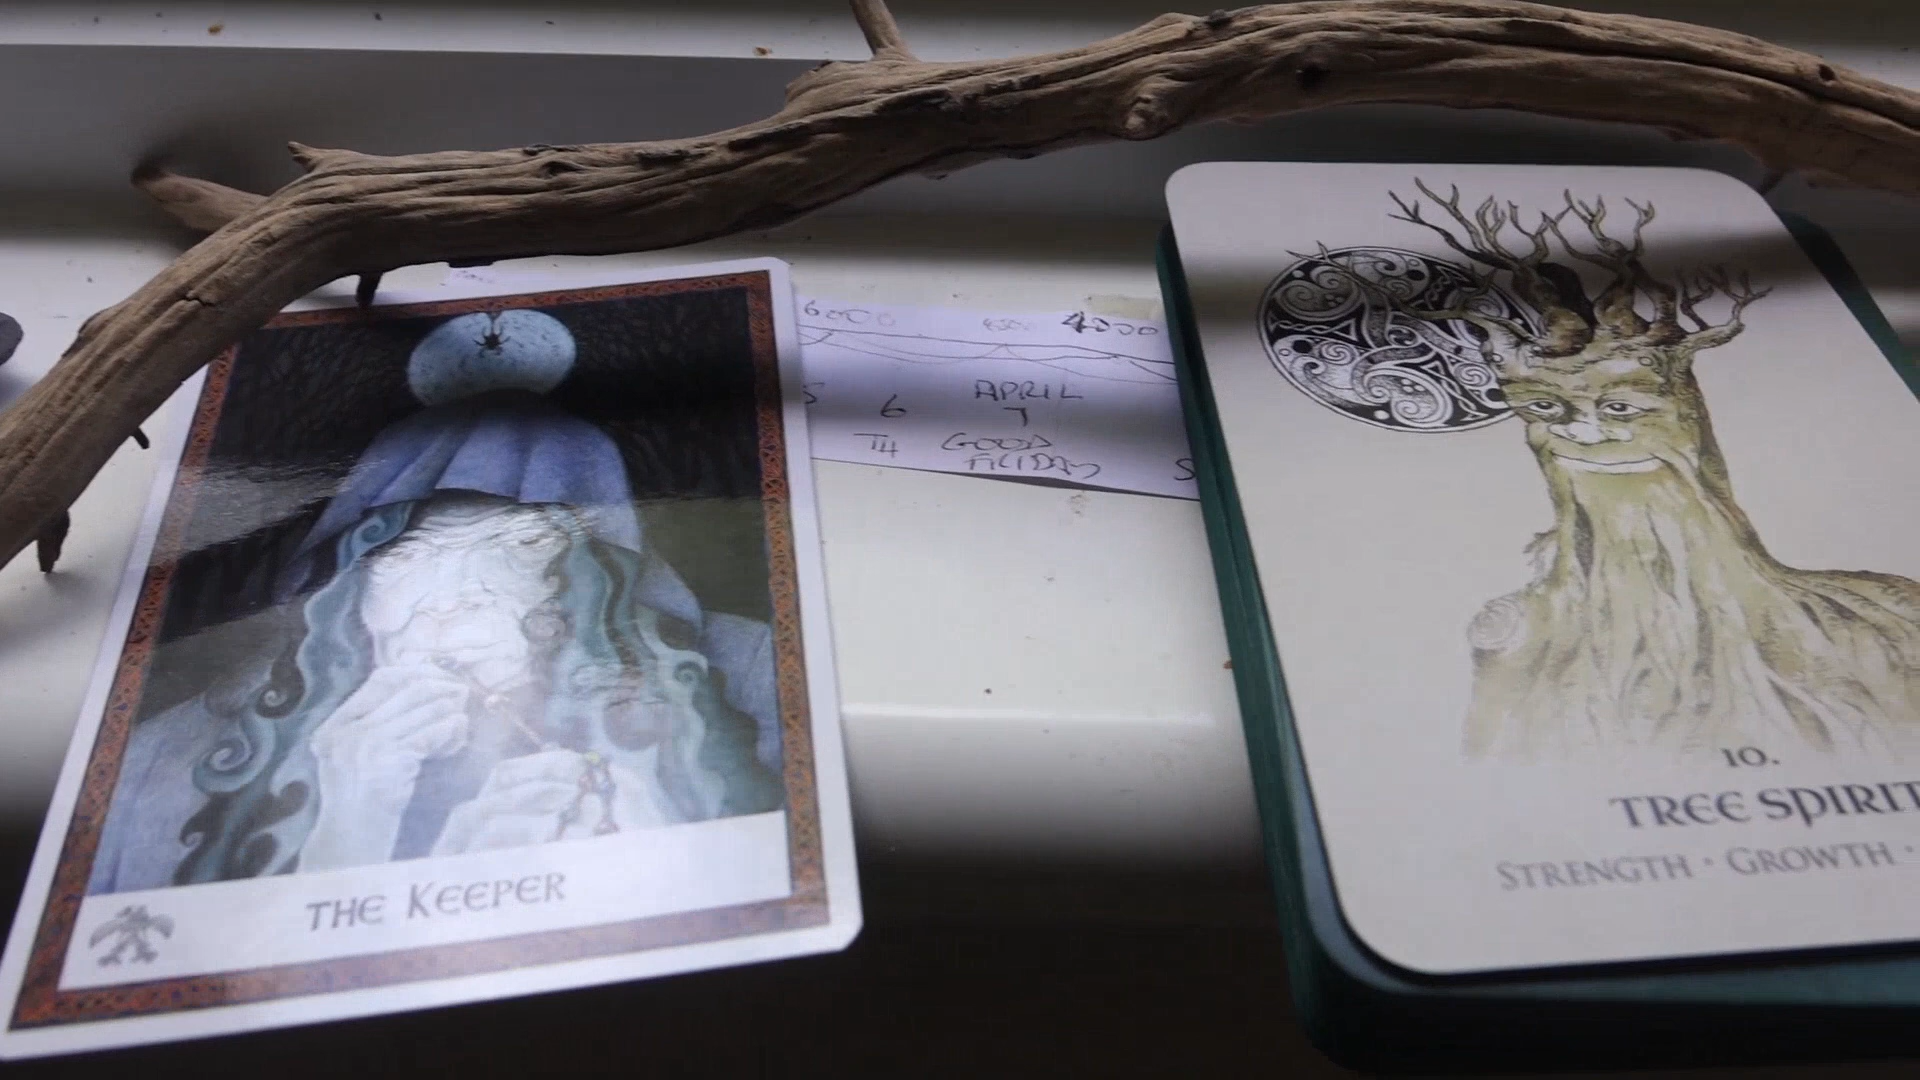 THE KEEPER
6000
4000
APRIL
6 7
TH GOOD
FRIDAY S
10.
TREE SPIRIT
STRENGTH · GROWTH ·